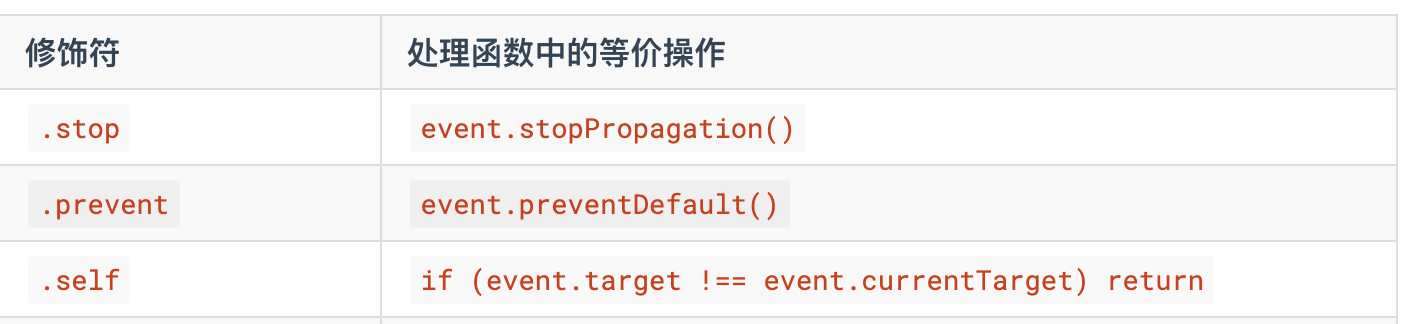 修饰符 处理函数中的等价操作
.stop event.stopPropagation()
.prevent event.preventDefault()
.self if (event.target !== event.currentTarget) return